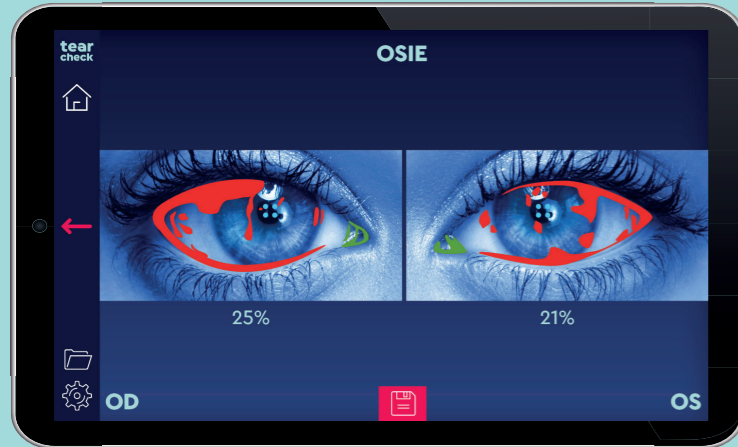 tear
check
OSIE
25%
21%
OD
OS